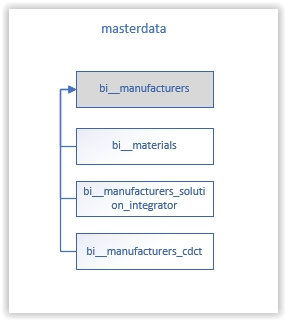 masterdata
bi__manufacturers
bi__materials
bi__manufacturers_soluti
on_integrator
bi__manufacturers_cdct